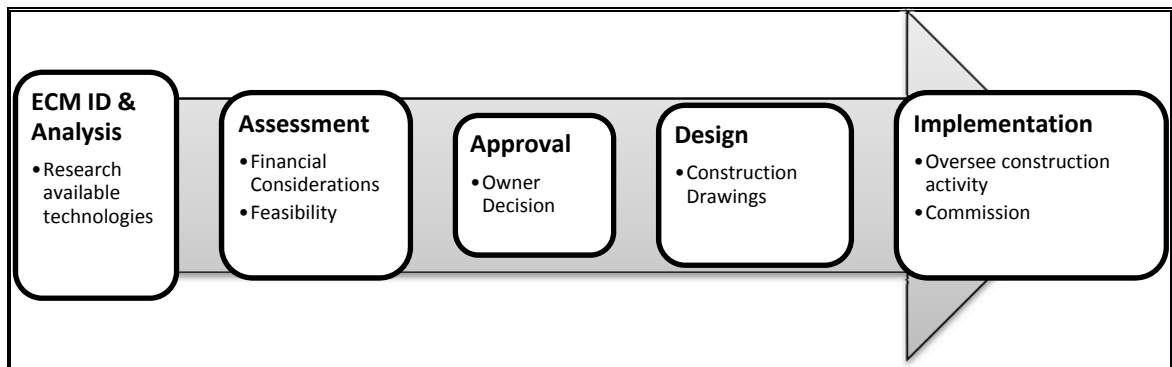 ECM ID &
Analysis
•Research
available
technologies
Assessment
•Financial
Considerations
•Feasibility
Approval
•Owner
Decision
Design
•Construction
Drawings
Implementation
•Oversee construction
activity
•Commission